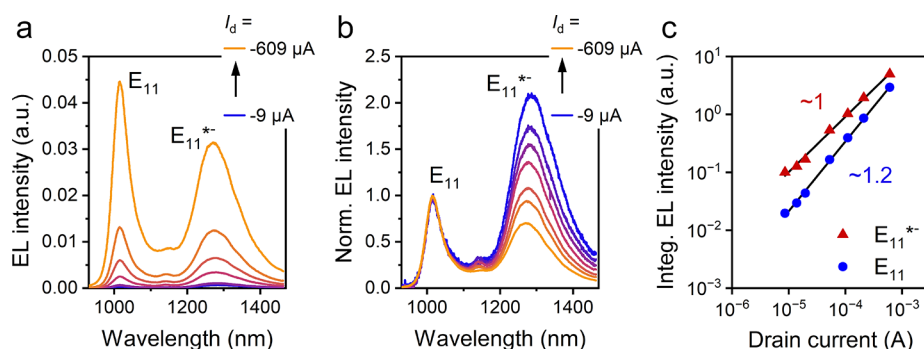 a
I_d =
-609 µA
-9 µA
E₁₁
E₁₁*⁻
EL intensity (a.u.)
0.05
0.04
0.03
0.02
0.01
0.00
1000 1200 1400
Wavelength (nm)
b
I_d =
-609 µA
-9 µA
E₁₁*⁻
E₁₁
Norm. EL intensity
2.5
2.0
1.5
1.0
0.5
0.0
1000 1200 1400
Wavelength (nm)
c
Integ. EL intensity (a.u.)
10¹
10⁰
10⁻¹
10⁻²
10⁻³
~1
~1.2
E₁₁*⁻
E₁₁
10⁻⁶ 10⁻⁵ 10⁻⁴ 10⁻³
Drain current (A)